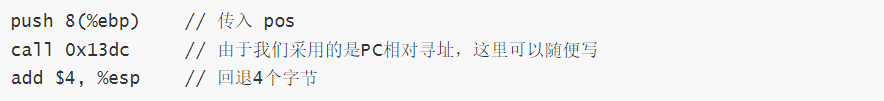 push 8(%ebp)    // 传入 pos
call 0x13dc     // 由于我们采用的是PC相对寻址，这里可以随便写
add $4, %esp    // 回退4个字节